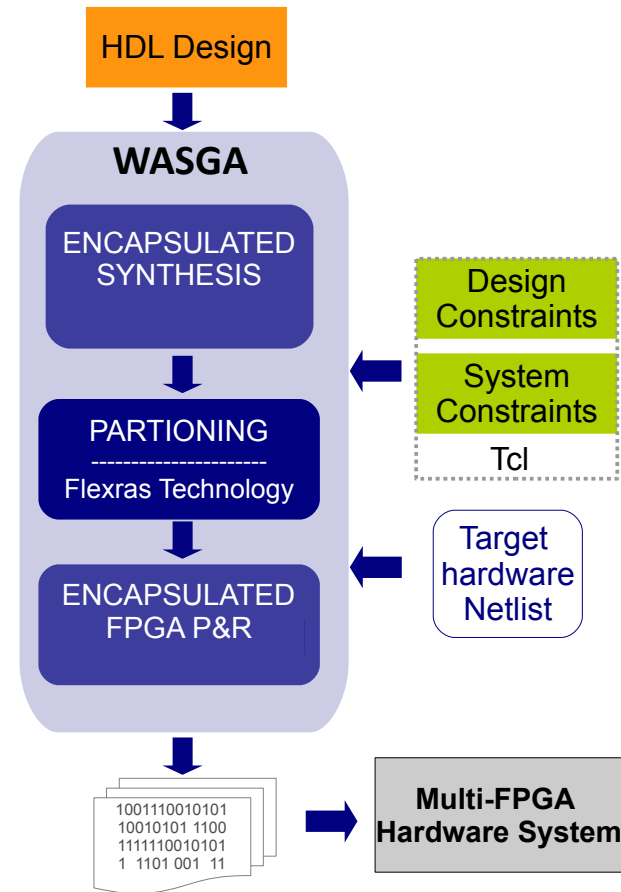 HDL Design
WASGA
ENCAPSULATED
SYNTHESIS
PARTIONING
----------------------
Flexras Technology
ENCAPSULATED
FPGA P&R
Design
Constraints
System
Constraints
Tcl
Target
hardware
Netlist
1001110010101
10010101 1100
1111110010101
1 1101 001 11
Multi-FPGA
Hardware System